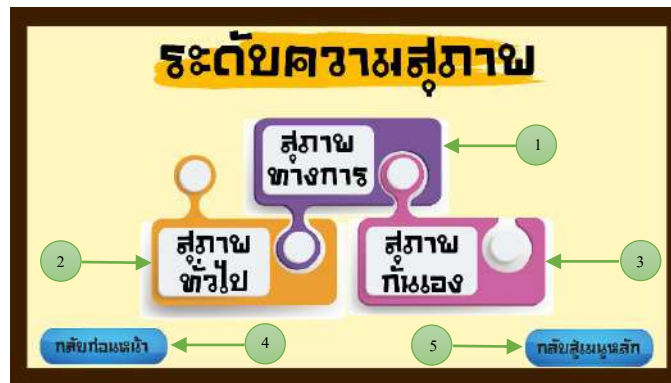 ระดับความสุภาพ
สุภาพ
ทางการ
1
สุภาพ
ทั่วไป
2
สุภาพ
กันเอง
3
กลับก่อนหน้า
4
5
กลับสู่เมนูหลัก